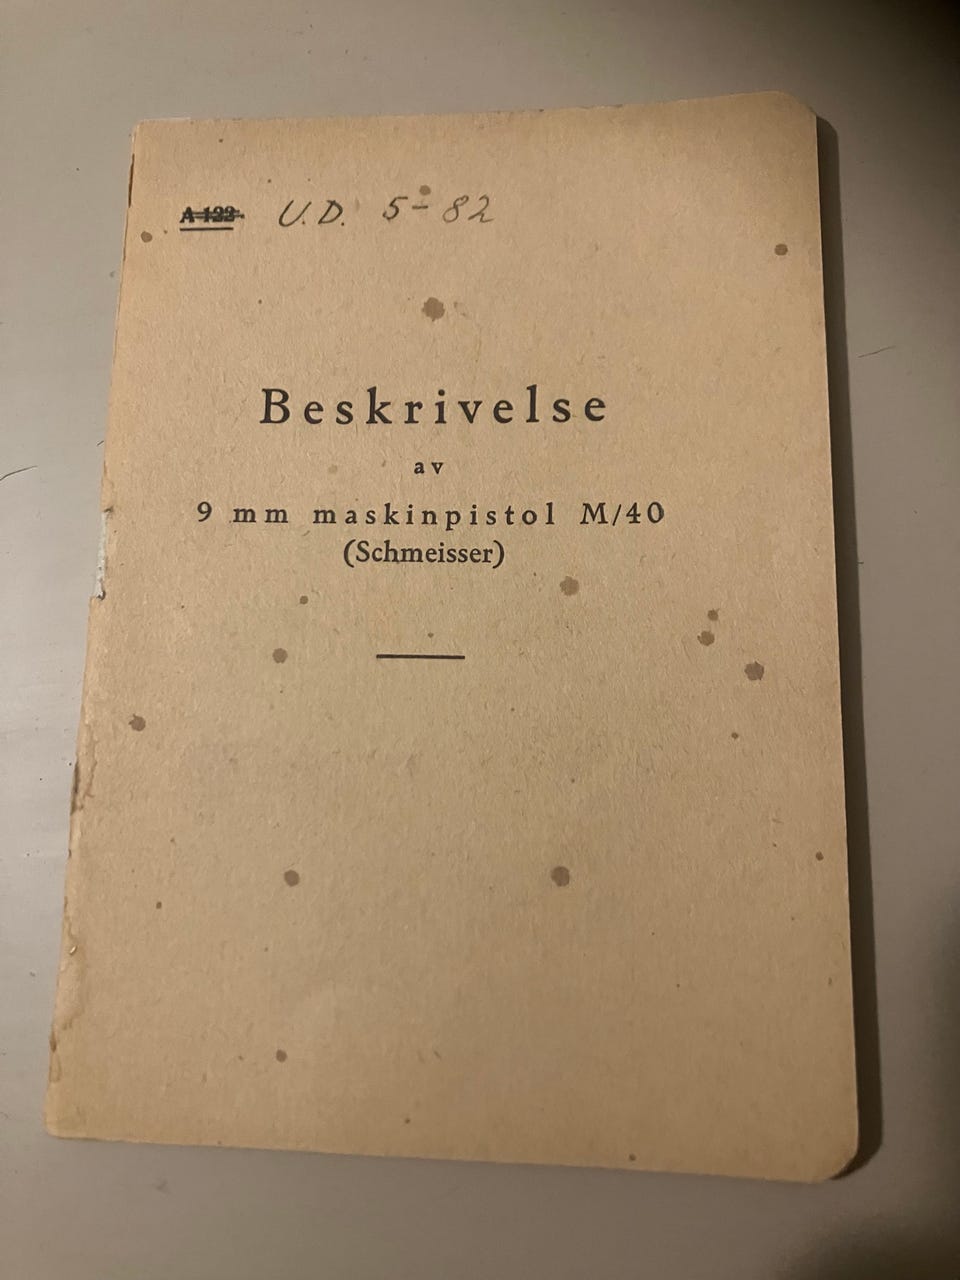 A-122. U.D. 5-82
Beskrivelse
av
9 mm maskinpistol M/40
(Schmeisser)